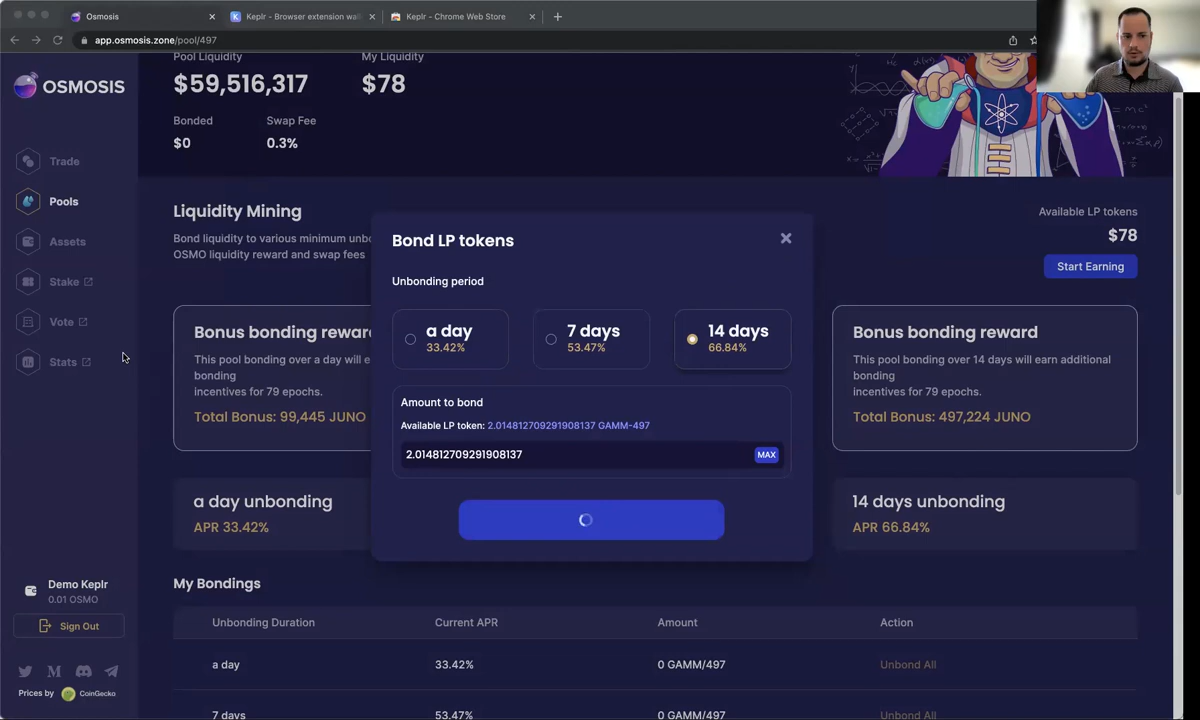 Osmosis
Keplr - Browser extension wal
Keplr - Chrome Web Store
app.osmosis.zone/pool/497
OSMOSIS
Trade
Pools
Assets
Stake
Vote
Stats
Demo Keplr
0.01 OSMO
Sign Out
Prices by CoinGecko
Pool Liquidity
My Liquidity
$59,516,317
$78
Bonded
Swap Fee
$0
0.3%
Liquidity Mining
Bond liquidity to various minimum unbo
OSMO liquidity reward and swap fees
Available LP tokens
$78
Start Earning
Bonus bonding rewar
This pool bonding over a day will e
bonding
incentives for 79 epochs.
Total Bonus: 99,445 JUNO
Bonus bonding reward
This pool bonding over 14 days will earn additional
bonding
incentives for 79 epochs.
Total Bonus: 497,224 JUNO
Bond LP tokens
Unbonding period
a day
33.42%
7 days
53.47%
14 days
66.84%
Amount to bond
Available LP token: 2.014812709291908137 GAMM-497
2.014812709291908137
MAX
a day unbonding
APR 33.42%
14 days unbonding
APR 66.84%
My Bondings
Unbonding Duration
Current APR
Amount
Action
a day
33.42%
0 GAMM/497
Unbond All
7 days
53.47%
0 GAMM/497
Unbond All